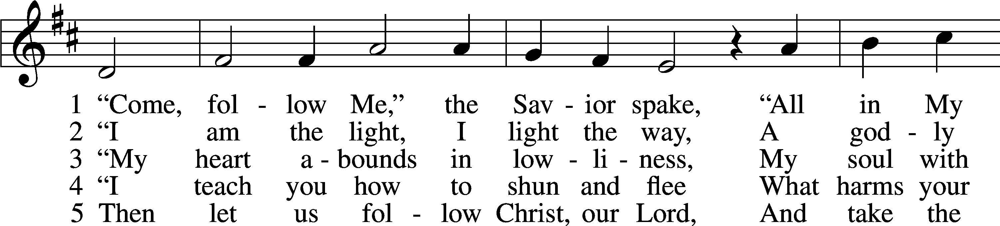 1 “Come, fol - low Me,” the Sav - ior spake, “All in My
2 “I am the light, I light the way, A god - ly
3 “My heart a - bounds in low - li - ness, My soul with
4 “I teach you how to shun and flee What harms your
5 Then let us fol - low Christ, our Lord, And take the